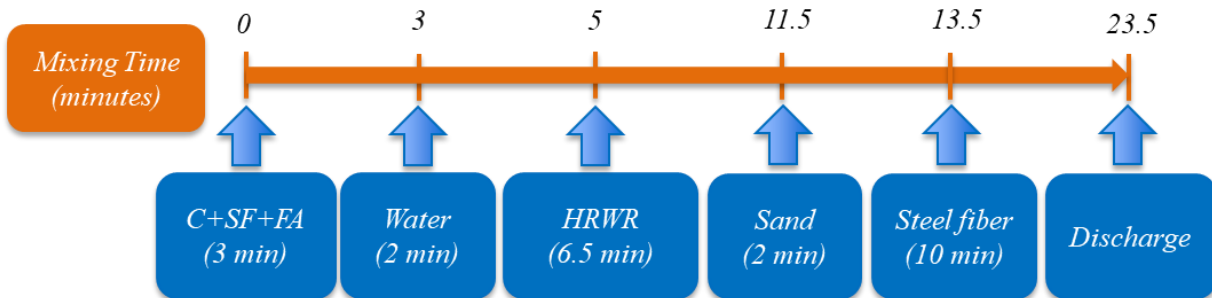 0 3 5 11.5 13.5 23.5
Mixing Time
(minutes)
C+SF+FA
(3 min)
Water
(2 min)
HRWR
(6.5 min)
Sand
(2 min)
Steel fiber
(10 min)
Discharge